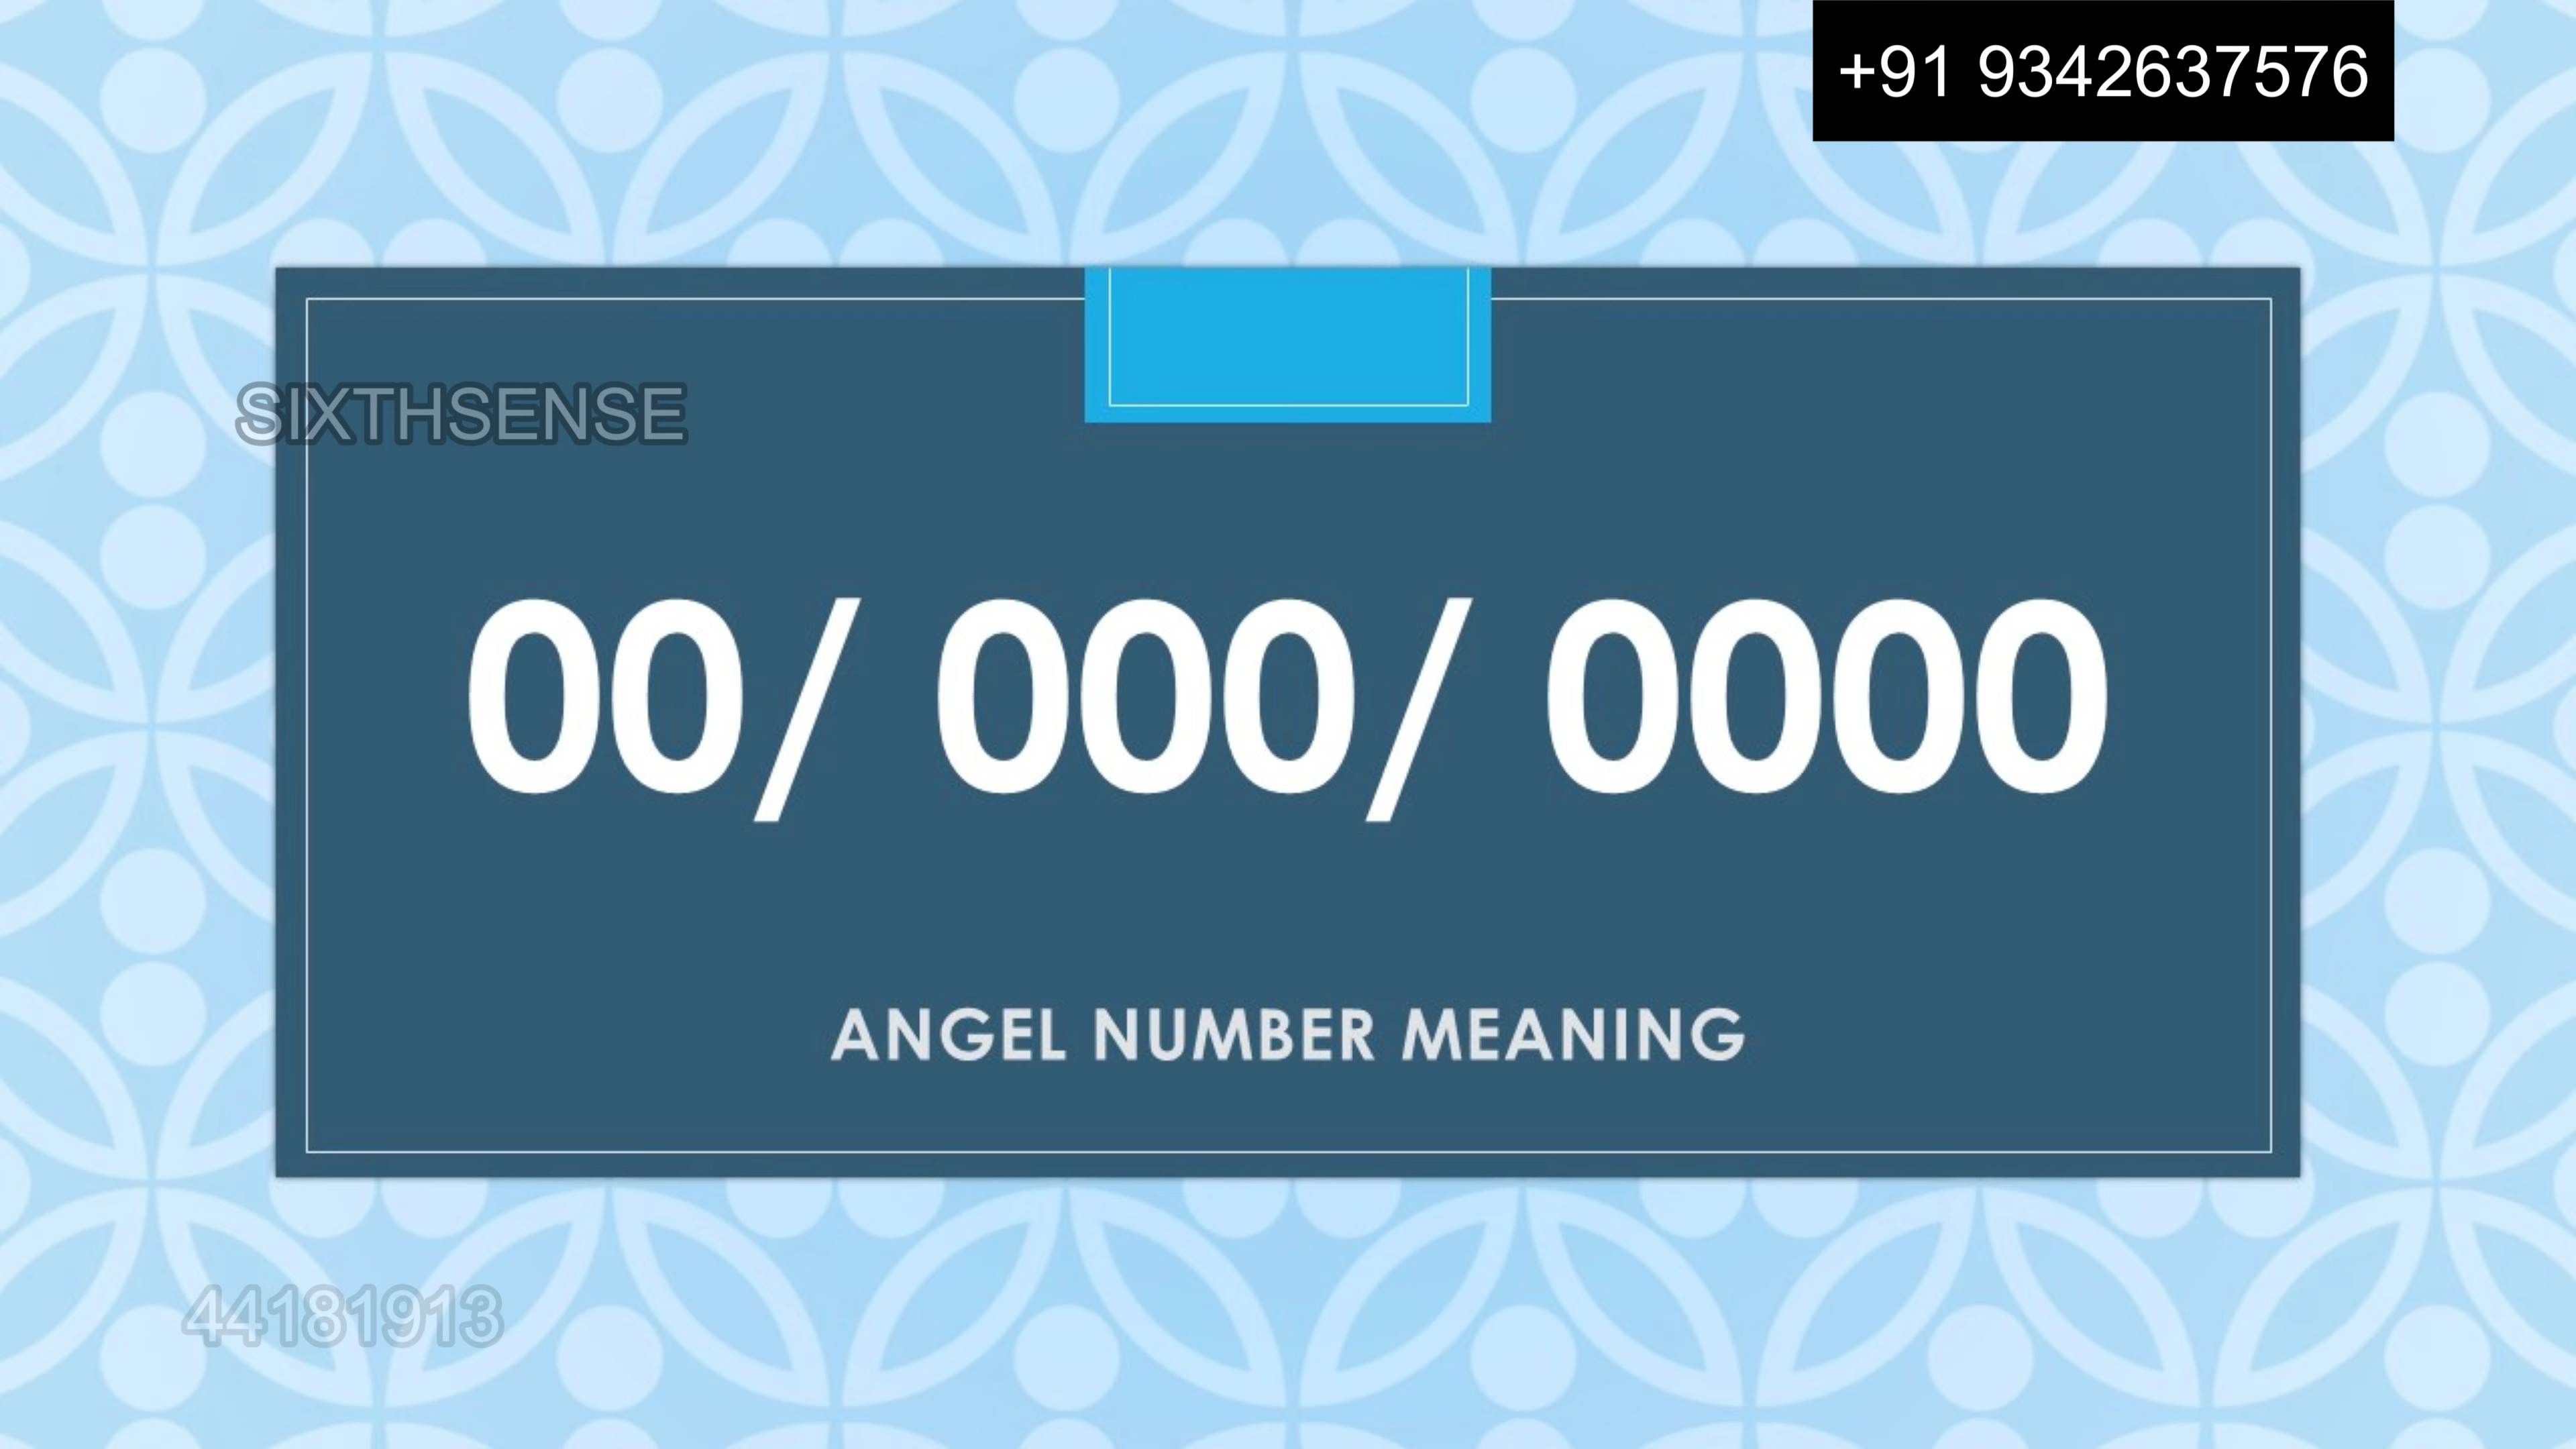 +91 9342637576
SIXTHSENSE
00/ 000/ 0000
ANGEL NUMBER MEANING
44181913